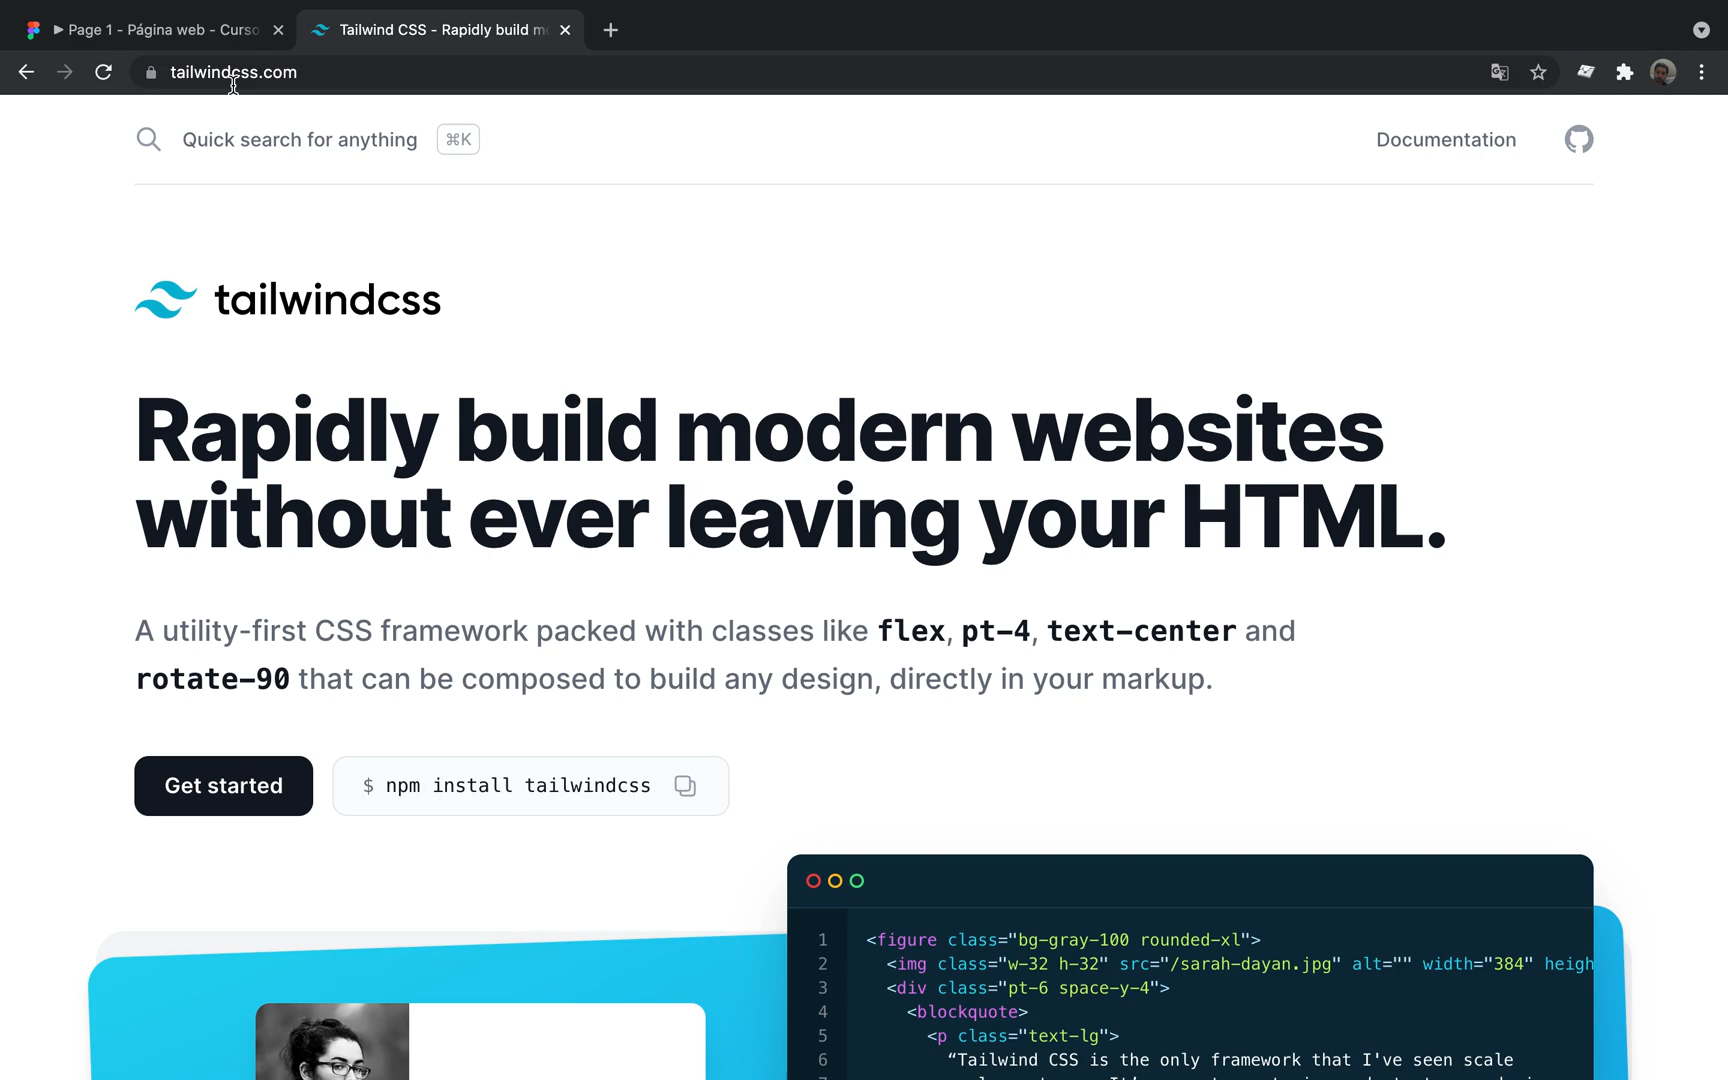 ▶ Page 1 - Página web - Curso
Tailwind CSS - Rapidly build mo
tailwindcss.com
Quick search for anything ⌘K
Documentation
tailwindcss
Rapidly build modern websites
without ever leaving your HTML.
A utility-first CSS framework packed with classes like flex, pt-4, text-center and
rotate-90 that can be composed to build any design, directly in your markup.
Get started
$ npm install tailwindcss
1 <figure class="bg-gray-100 rounded-xl">
2 <img class="w-32 h-32" src="/sarah-dayan.jpg" alt="" width="384" heigh
3 <div class="pt-6 space-y-4">
4 <blockquote>
5 <p class="text-lg">
6 “Tailwind CSS is the only framework that I've seen scale